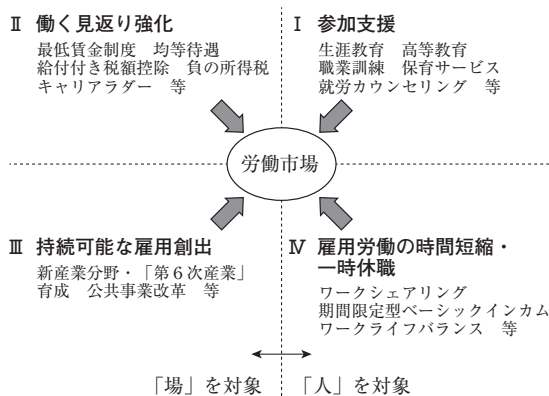 Ⅱ 働く見返り強化
最低賃金制度 均等待遇
給付付き税額控除 負の所得税
キャリアラダー 等
Ⅰ 参加支援
生涯教育 高等教育
職業訓練 保育サービス
就労カウンセリング 等
労働市場
Ⅲ 持続可能な雇用創出
新産業分野・「第6次産業」
育成 公共事業改革 等
Ⅳ 雇用労働の時間短縮・
一時休職
ワークシェアリング
期間限定型ベーシックインカム
ワークライフバランス 等
「場」を対象
「人」を対象